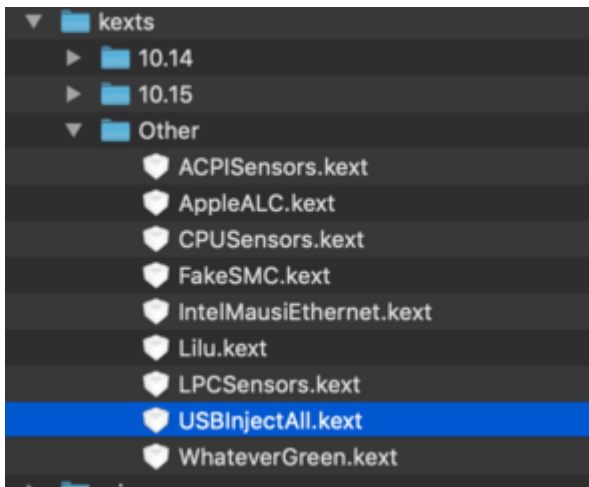 kexts
10.14
10.15
Other
ACPISensors.kext
AppleALC.kext
CPUSensors.kext
FakeSMC.kext
IntelMausiEthernet.kext
Lilu.kext
LPCSensors.kext
USBInjectAll.kext
WhateverGreen.kext